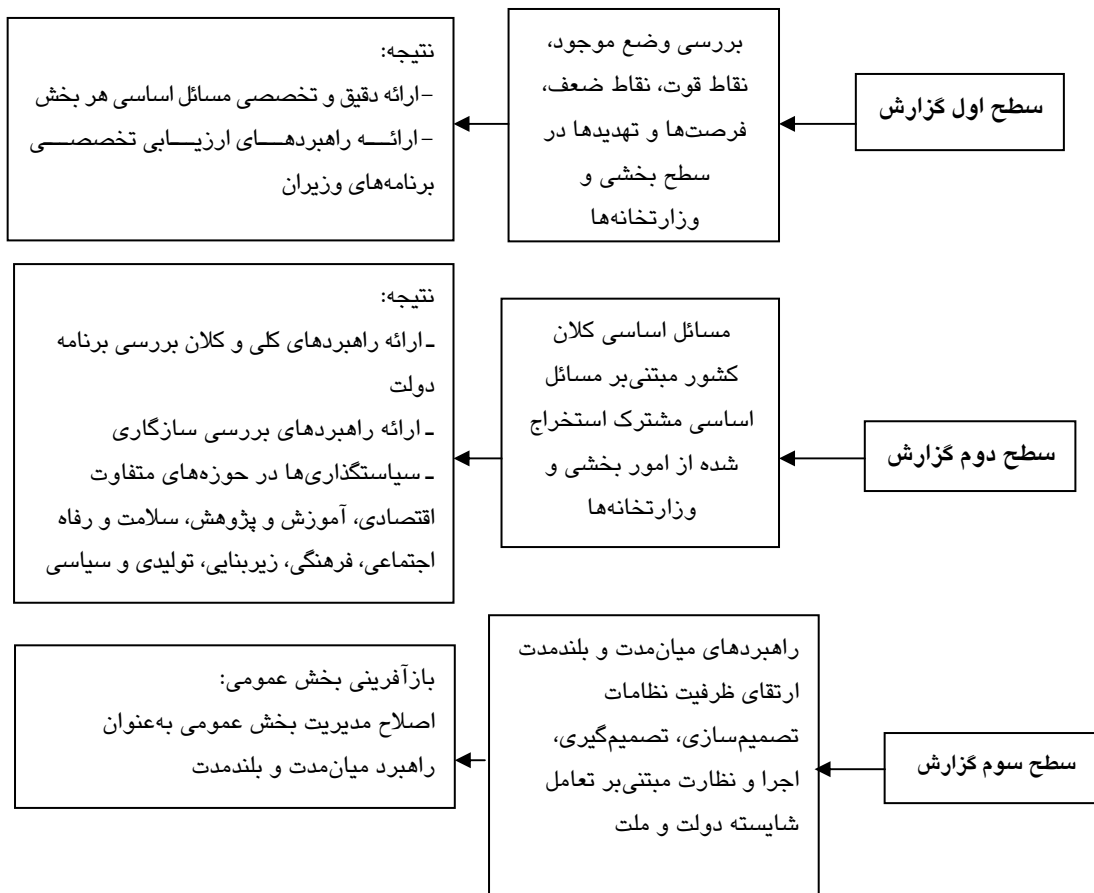 سطح اول گزارش
بررسی وضع موجود،
نقاط قوت، نقاط ضعف،
فرصت‌ها و تهدیدها در
سطح بخشی و
وزارتخانه‌ها
نتیجه:
-ارائه دقیق و تخصصی مسائل اساسی هر بخش
-ارائه راهبردهای ارزیابی تخصصی
برنامه‌های وزیران
سطح دوم گزارش
مسائل اساسی کلان
کشور مبتنی‌بر مسائل
اساسی مشترک استخراج
شده از امور بخشی و
وزارتخانه‌ها
نتیجه:
ـ ارائه راهبردهای کلی و کلان بررسی برنامه
دولت
ـ ارائه راهبردهای بررسی سازگاری
ـ سیاستگذاری‌ها در حوزه‌های متفاوت
اقتصادی، آموزش و پژوهش، سلامت و رفاه
اجتماعی، فرهنگی، زیربنایی، تولیدی و سیاسی
سطح سوم گزارش
راهبردهای میان‌مدت و بلندمدت
ارتقای ظرفیت نظامات
تصمیم‌سازی، تصمیم‌گیری،
اجرا و نظارت مبتنی‌بر تعامل
شایسته دولت و ملت
بازآفرینی بخش عمومی:
اصلاح مدیریت بخش عمومی به‌عنوان
راهبرد میان‌مدت و بلندمدت